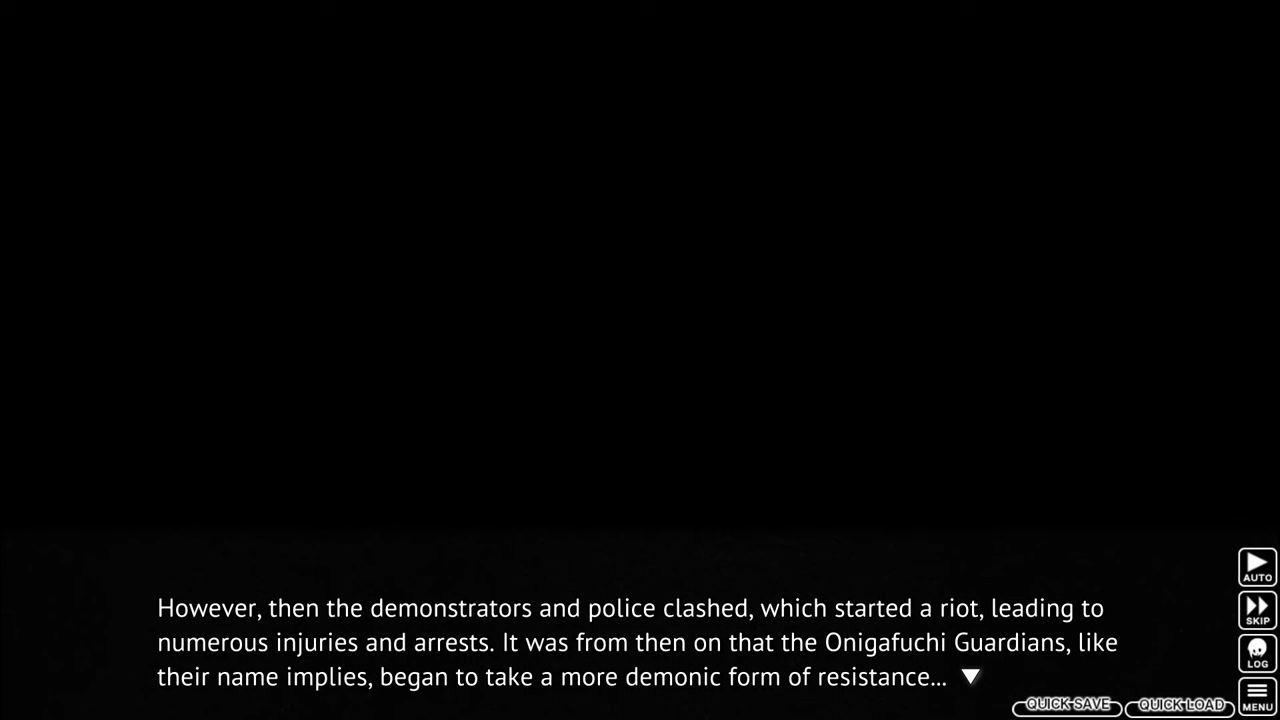 However, then the demonstrators and police clashed, which started a riot, leading to
numerous injuries and arrests. It was from then on that the Onigafuchi Guardians, like
their name implies, began to take a more demonic form of resistance...
AUTO
SKIP
LOG
MENU
QUICK SAVE
QUICK LOAD